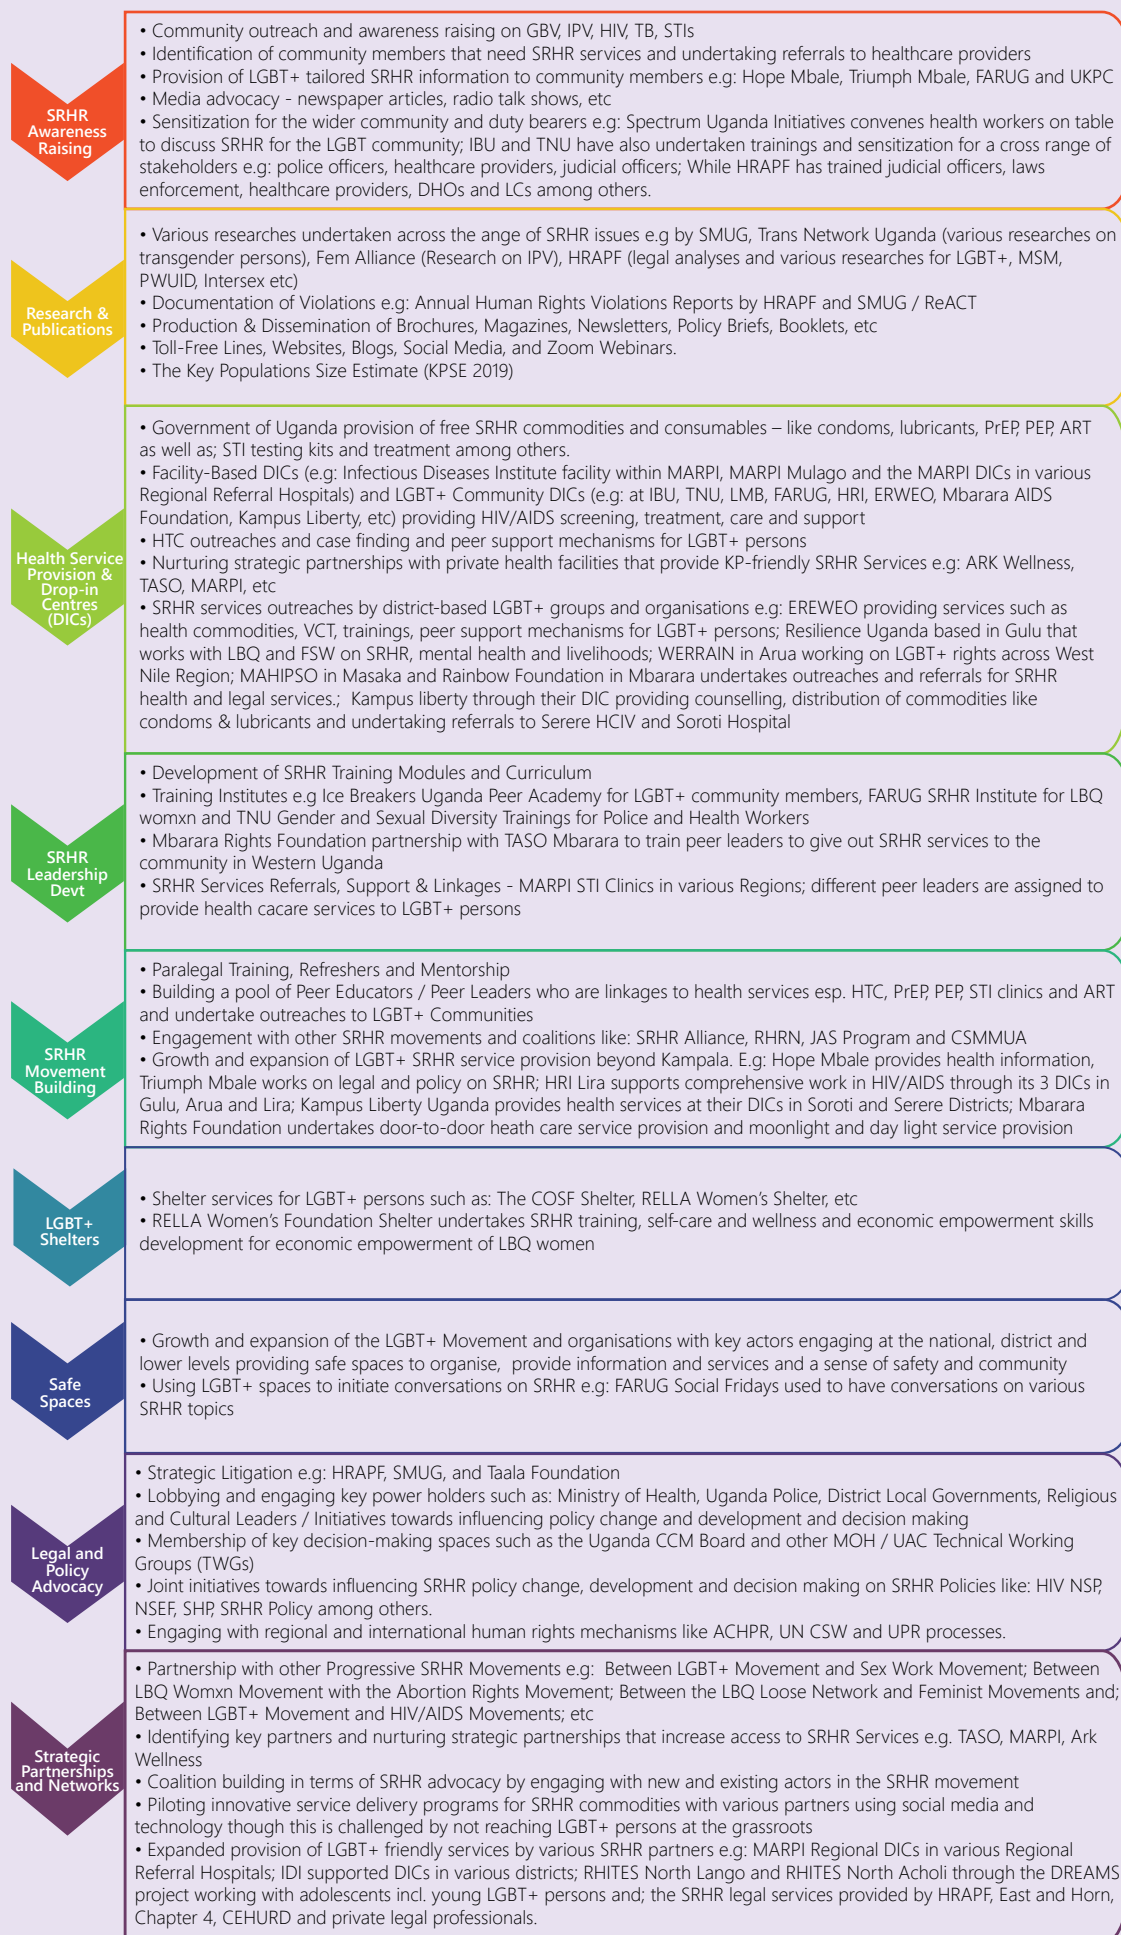 SRHR
Awareness
Raising
• Community outreach and awareness raising on GBV, IPV, HIV, TB, STIs
• Identification of community members that need SRHR services and undertaking referrals to healthcare providers
• Provision of LGBT+ tailored SRHR information to community members e.g: Hope Mbale, Triumph Mbale, FARUG and UKPC
• Media advocacy - newspaper articles, radio talk shows, etc
• Sensitization for the wider community and duty bearers e.g: Spectrum Uganda Initiatives convenes health workers on table
to discuss SRHR for the LGBT community; IBU and TNU have also undertaken trainings and sensitization for a cross range of
stakeholders e.g: police officers, healthcare providers, judicial officers; While HRAPF has trained judicial officers, laws
enforcement, healthcare providers, DHOs and LCs among others.
Research &
Publications
• Various researches undertaken across the ange of SRHR issues e.g by SMUG, Trans Network Uganda (various researches on
transgender persons), Fem Alliance (Research on IPV), HRAPF (legal analyses and various researches for LGBT+, MSM,
PWUID, Intersex etc)
• Documentation of Violations e.g: Annual Human Rights Violations Reports by HRAPF and SMUG / ReACT
• Production & Dissemination of Brochures, Magazines, Newsletters, Policy Briefs, Booklets, etc
• Toll-Free Lines, Websites, Blogs, Social Media, and Zoom Webinars.
• The Key Populations Size Estimate (KPSE 2019)
Health Service
Provision &
Drop-in
Centres
(DICs)
• Government of Uganda provision of free SRHR commodities and consumables – like condoms, lubricants, PrEP, PEP, ART
as well as; STI testing kits and treatment among others.
• Facility-Based DICs (e.g: Infectious Diseases Institute facility within MARPI, MARPI Mulago and the MARPI DICs in various
Regional Referral Hospitals) and LGBT+ Community DICs (e.g: at IBU, TNU, LMB, FARUG, HRI, ERWEO, Mbarara AIDS
Foundation, Kampus Liberty, etc) providing HIV/AIDS screening, treatment, care and support
• HTC outreaches and case finding and peer support mechanisms for LGBT+ persons
• Nurturing strategic partnerships with private health facilities that provide KP-friendly SRHR Services e.g: ARK Wellness,
TASO, MARPI, etc
• SRHR services outreaches by district-based LGBT+ groups and organisations e.g: EREWEO providing services such as
health commodities, VCT, trainings, peer support mechanisms for LGBT+ persons; Resilience Uganda based in Gulu that
works with LBQ and FSW on SRHR, mental health and livelihoods; WERRAIN in Arua working on LGBT+ rights across West
Nile Region; MAHIPSO in Masaka and Rainbow Foundation in Mbarara undertakes outreaches and referrals for SRHR
health and legal services.; Kampus liberty through their DIC providing counselling, distribution of commodities like
condoms & lubricants and undertaking referrals to Serere HCIV and Soroti Hospital
SRHR
Leadership
Devt
• Development of SRHR Training Modules and Curriculum
• Training Institutes e.g Ice Breakers Uganda Peer Academy for LGBT+ community members, FARUG SRHR Institute for LBQ
womxn and TNU Gender and Sexual Diversity Trainings for Police and Health Workers
• Mbarara Rights Foundation partnership with TASO Mbarara to train peer leaders to give out SRHR services to the
community in Western Uganda
• SRHR Services Referrals, Support & Linkages - MARPI STI Clinics in various Regions; different peer leaders are assigned to
provide health cacare services to LGBT+ persons
SRHR
Movement
Building
• Paralegal Training, Refreshers and Mentorship
• Building a pool of Peer Educators / Peer Leaders who are linkages to health services esp. HTC, PrEP, PEP, STI clinics and ART
and undertake outreaches to LGBT+ Communities
• Engagement with other SRHR movements and coalitions like: SRHR Alliance, RHRN, JAS Program and CSMMUA
• Growth and expansion of LGBT+ SRHR service provision beyond Kampala. E.g: Hope Mbale provides health information,
Triumph Mbale works on legal and policy on SRHR; HRI Lira supports comprehensive work in HIV/AIDS through its 3 DICs in
Gulu, Arua and Lira; Kampus Liberty Uganda provides health services at their DICs in Soroti and Serere Districts; Mbarara
Rights Foundation undertakes door-to-door heath care service provision and moonlight and day light service provision
LGBT+
Shelters
• Shelter services for LGBT+ persons such as: The COSF Shelter, RELLA Women's Shelter, etc
• RELLA Women's Foundation Shelter undertakes SRHR training, self-care and wellness and economic empowerment skills
development for economic empowerment of LBQ women
Safe
Spaces
• Growth and expansion of the LGBT+ Movement and organisations with key actors engaging at the national, district and
lower levels providing safe spaces to organise, provide information and services and a sense of safety and community
• Using LGBT+ spaces to initiate conversations on SRHR e.g: FARUG Social Fridays used to have conversations on various
SRHR topics
Legal and
Policy
Advocacy
• Strategic Litigation e.g: HRAPF, SMUG, and Taala Foundation
• Lobbying and engaging key power holders such as: Ministry of Health, Uganda Police, District Local Governments, Religious
and Cultural Leaders / Initiatives towards influencing policy change and development and decision making
• Membership of key decision-making spaces such as the Uganda CCM Board and other MOH / UAC Technical Working
Groups (TWGs)
• Joint initiatives towards influencing SRHR policy change, development and decision making on SRHR Policies like: HIV NSP,
NSEF, SHP, SRHR Policy among others.
• Engaging with regional and international human rights mechanisms like ACHPR, UN CSW and UPR processes.
Strategic
Partnerships
and Networks
• Partnership with other Progressive SRHR Movements e.g: Between LGBT+ Movement and Sex Work Movement; Between
LBQ Womxn Movement with the Abortion Rights Movement; Between the LBQ Loose Network and Feminist Movements and;
Between LGBT+ Movement and HIV/AIDS Movements; etc
• Identifying key partners and nurturing strategic partnerships that increase access to SRHR Services e.g. TASO, MARPI, Ark
Wellness
• Coalition building in terms of SRHR advocacy by engaging with new and existing actors in the SRHR movement
• Piloting innovative service delivery programs for SRHR commodities with various partners using social media and
technology though this is challenged by not reaching LGBT+ persons at the grassroots
• Expanded provision of LGBT+ friendly services by various SRHR partners e.g: MARPI Regional DICs in various Regional
Referral Hospitals; IDI supported DICs in various districts; RHITES North Lango and RHITES North Acholi through the DREAMS
project working with adolescents incl. young LGBT+ persons and; the SRHR legal services provided by HRAPF, East and Horn,
Chapter 4, CEHURD and private legal professionals.